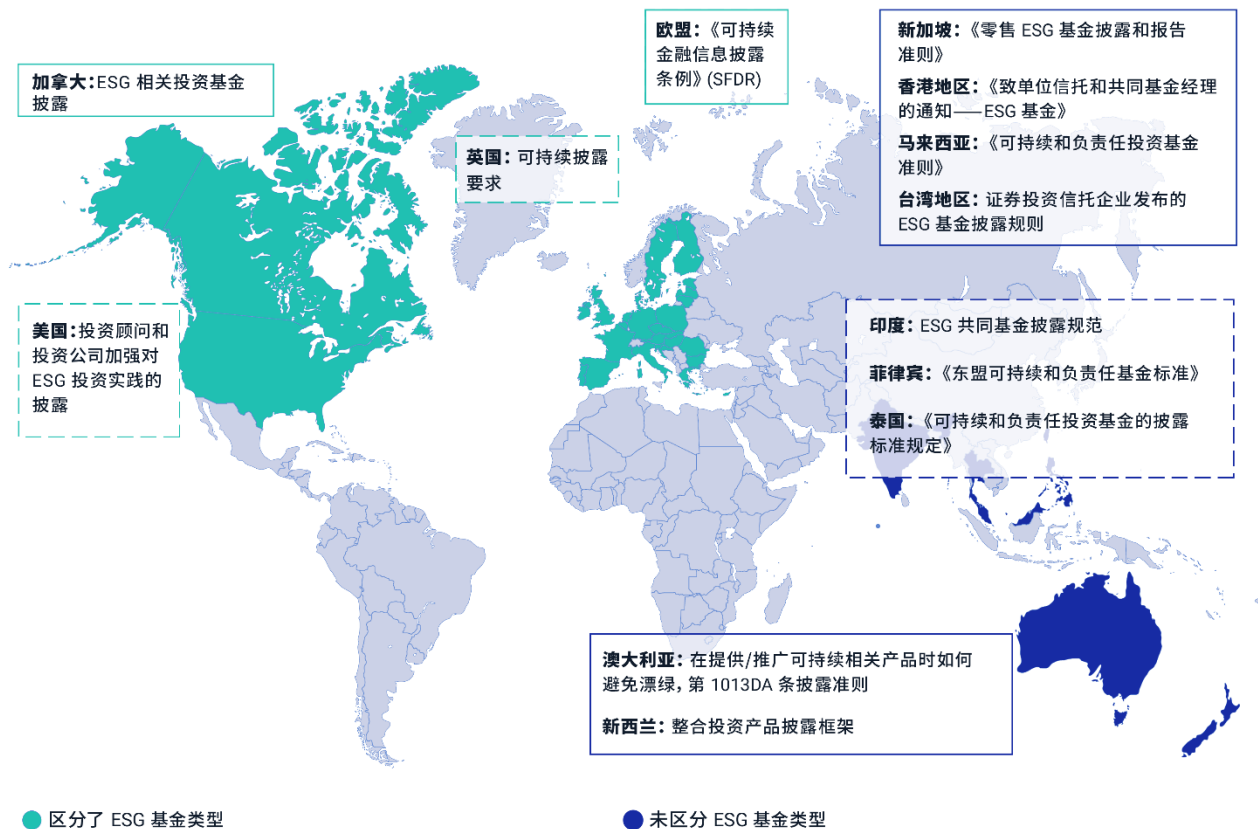 加拿大：ESG 相关投资基金
披露
欧盟：《可持续
金融信息披露
条例》(SFDR)
新加坡：《零售 ESG 基金披露和报告
准则》
香港地区：《致单位信托和共同基金经理
的通知——ESG 基金》
马来西亚：《可持续和负责任投资基金
准则》
台湾地区：证券投资信托企业发布的
ESG 基金披露规则
英国：可持续披露
要求
美国：投资顾问和
投资公司加强对
ESG 投资实践的
披露
印度：ESG 共同基金披露规范
菲律宾：《东盟可持续和负责任基金标准》
泰国：《可持续和负责任投资基金的披露
标准规定》
澳大利亚：在提供/推广可持续相关产品时如何
避免漂绿，第 1013DA 条披露准则
新西兰：整合投资产品披露框架
区分了 ESG 基金类型
未区分 ESG 基金类型